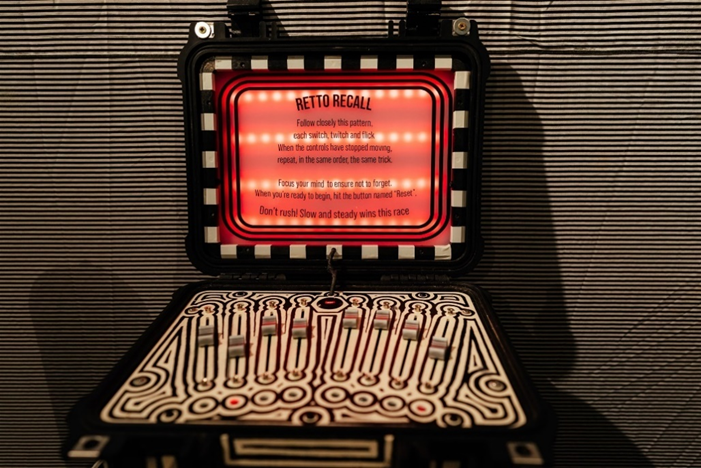 RETTO RECALL
Follow closely this pattern,
each switch, twitch and flick.
When the controls have stopped moving,
repeat, in the same order, the same trick.
Focus your mind to ensure not to forget.
When you're ready to begin, hit the button named "Reset".
Don't rush! Slow and steady wins this race